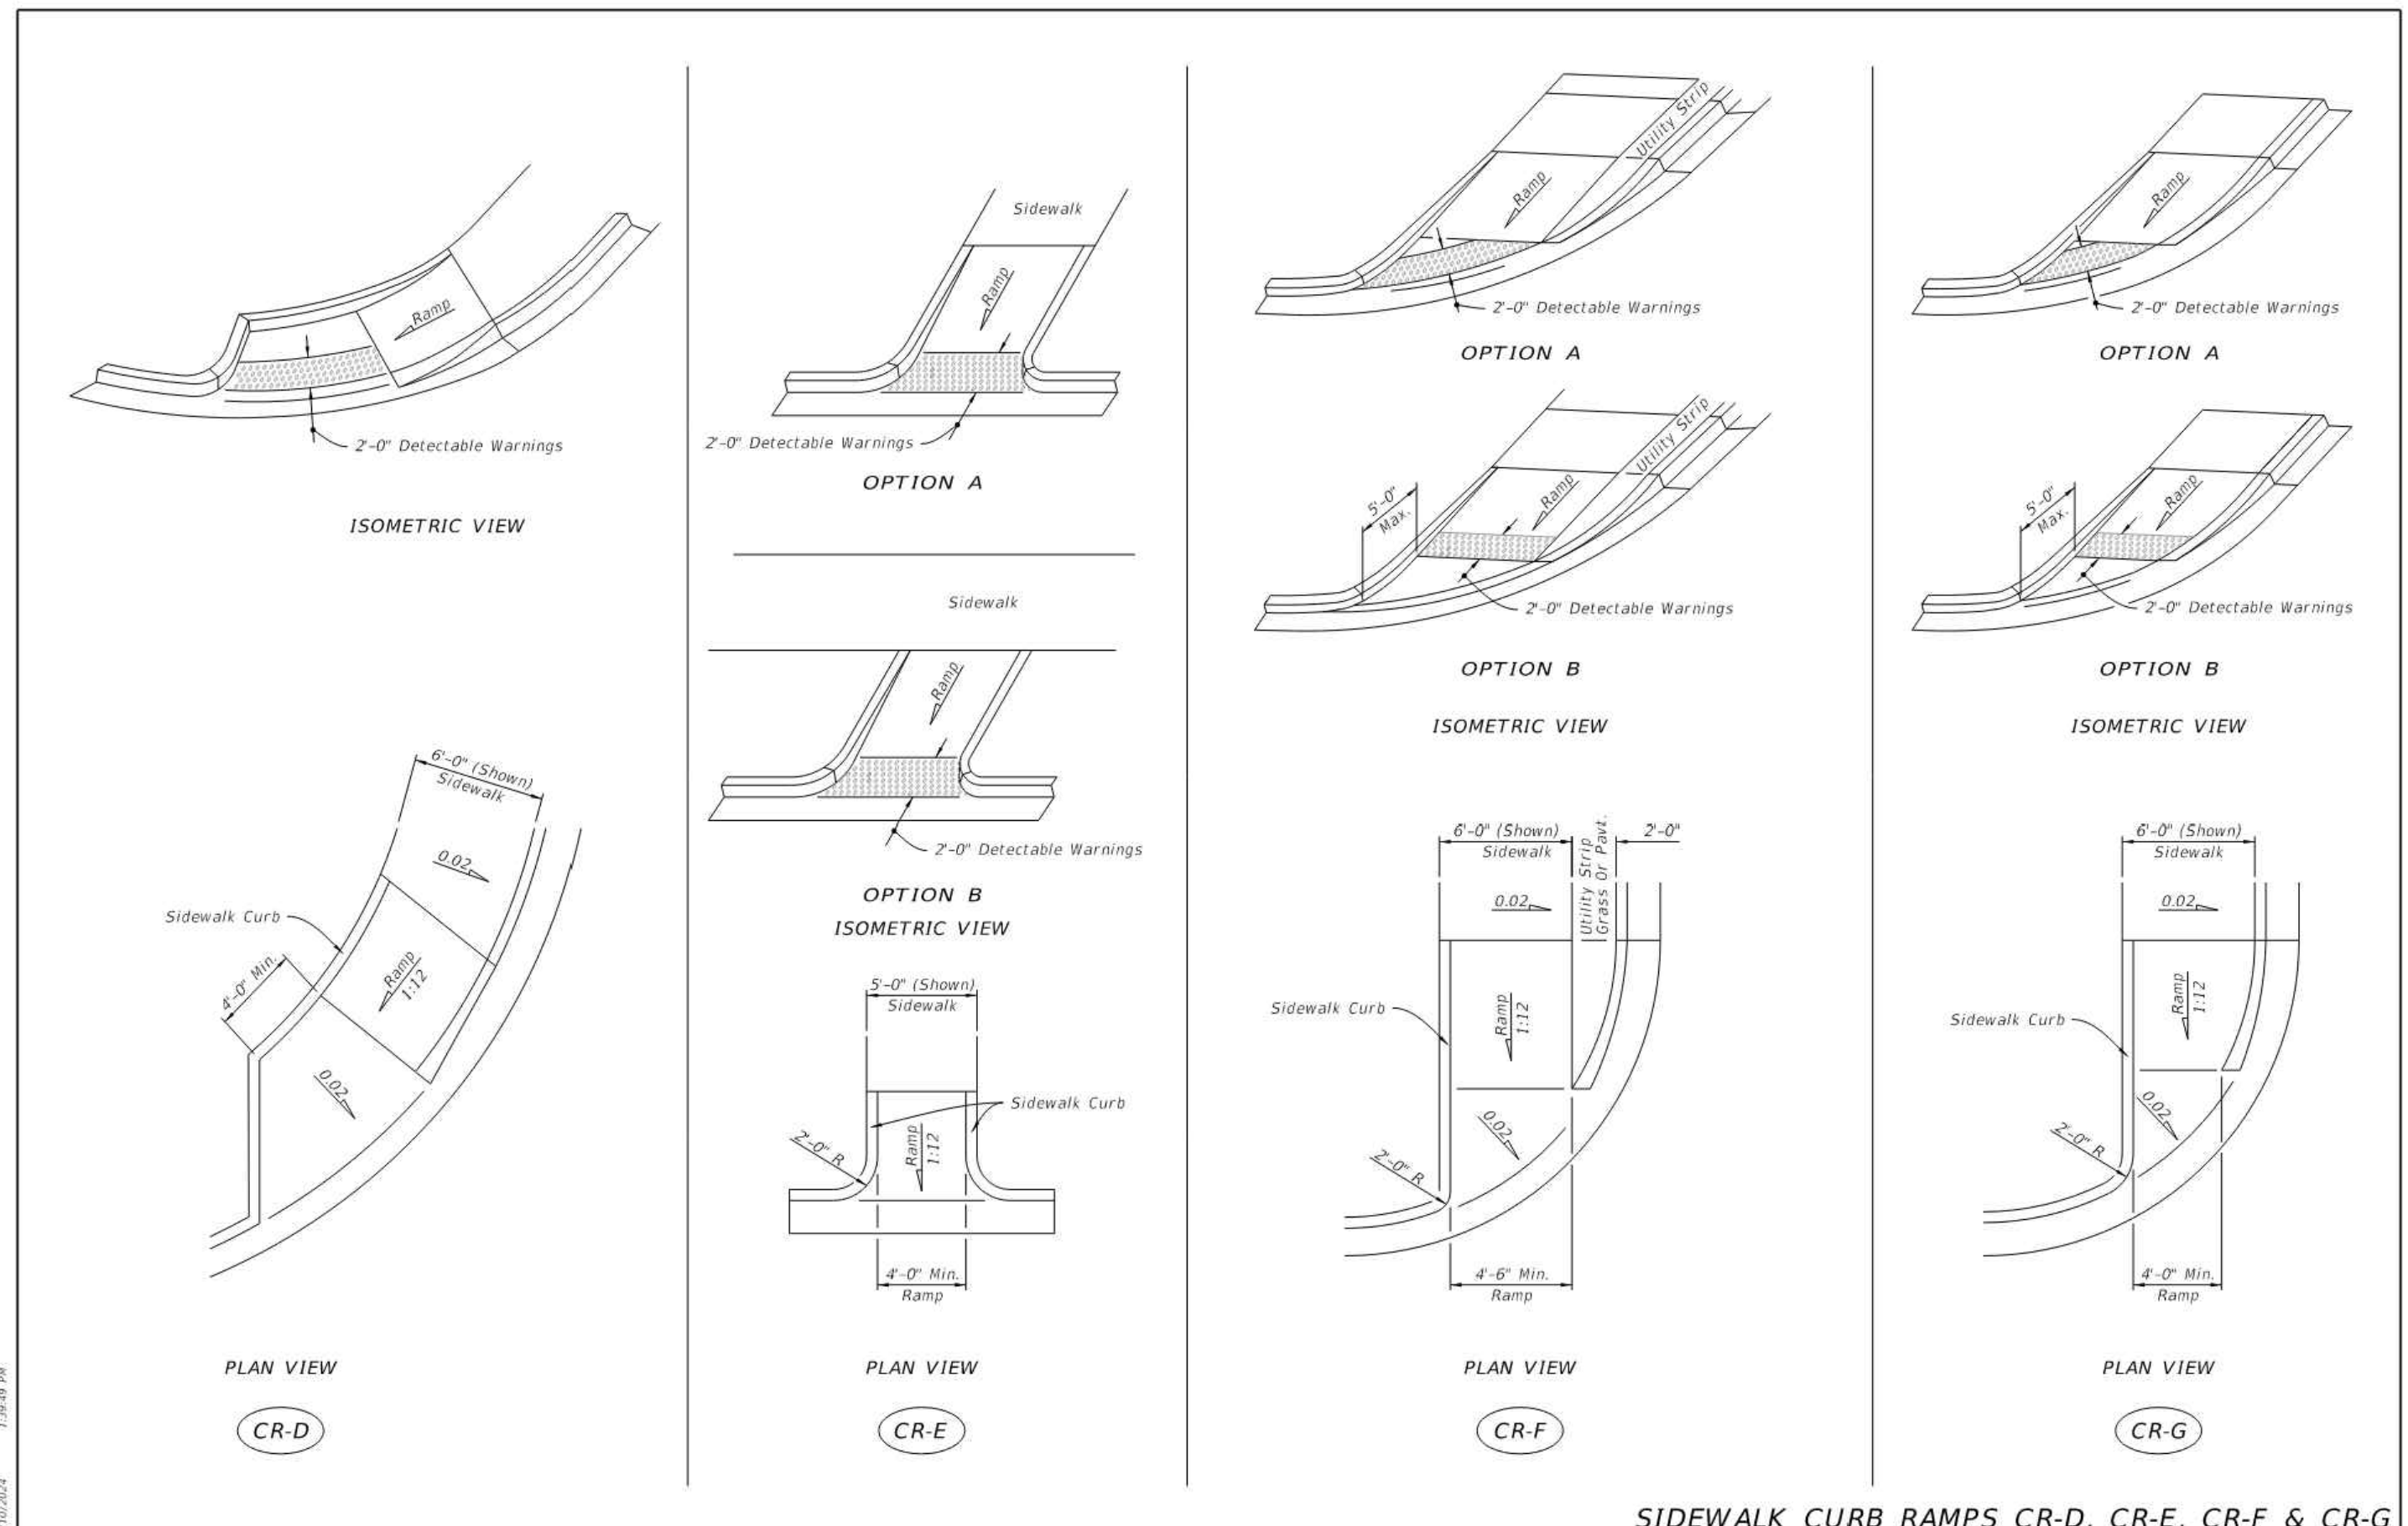 Ramp
2'-0" Detectable Warnings
ISOMETRIC VIEW
6'-0" (Shown)
Sidewalk
0.02
Sidewalk Curb
4'-0" Min.
Ramp
1:12
0.02
PLAN VIEW
CR-D
Sidewalk
Ramp
2'-0" Detectable Warnings
OPTION A
Sidewalk
Ramp
2'-0" Detectable Warnings
OPTION B
ISOMETRIC VIEW
5'-0" (Shown)
Sidewalk
Sidewalk Curb
2'-0" R
Ramp
1:12
4'-0" Min.
Ramp
PLAN VIEW
CR-E
Utility Strip
Ramp
2'-0" Detectable Warnings
OPTION A
Utility Strip
5'-0"
Max.
Ramp
2'-0" Detectable Warnings
OPTION B
ISOMETRIC VIEW
6'-0" (Shown)
Sidewalk
Utility Strip
Grass Or Pavt.
2'-0"
0.02
Sidewalk Curb
Ramp
1:12
0.02
2'-0" R
4'-6" Min.
Ramp
PLAN VIEW
CR-F
Ramp
2'-0" Detectable Warnings
OPTION A
5'-0"
Max.
Ramp
2'-0" Detectable Warnings
OPTION B
ISOMETRIC VIEW
6'-0" (Shown)
Sidewalk
0.02
Ramp
1:12
Sidewalk Curb
0.02
2'-0" R
4'-0" Min.
Ramp
PLAN VIEW
CR-G
SIDEWALK CURB RAMPS CR-D, CR-E, CR-F & CR-G
1:39:49 PM